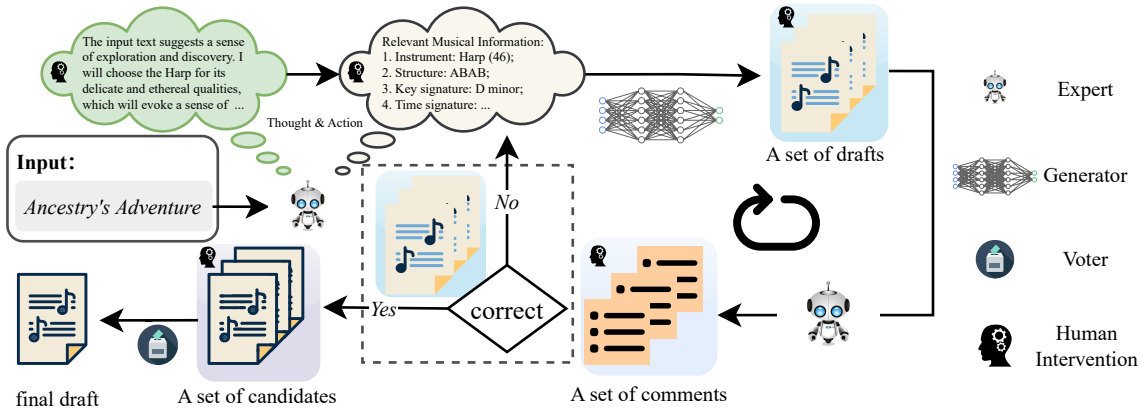 The input text suggests a sense
of exploration and discovery. I
will choose the Harp for its
delicate and ethereal qualities,
which will evoke a sense of ...
Relevant Musical Information:
1. Instrument: Harp (46);
2. Structure: ABAB;
3. Key signature: D minor;
4. Time signature: ...
Thought & Action
Input:
Ancestry's Adventure
A set of drafts
Expert
Generator
Voter
Human
Intervention
No
Yes
correct
final draft
A set of candidates
A set of comments